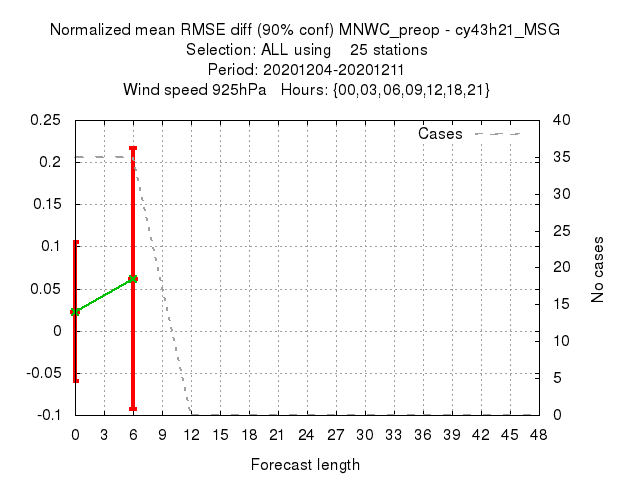 Normalized mean RMSE diff (90% conf) MNWC_preop - cy43h21_MSG
Selection: ALL using 25 stations
Period: 20201204-20201211
Wind speed 925hPa Hours: {00,03,06,09,12,18,21}
Cases
0.25
0.2
0.15
0.1
0.05
0
-0.05
-0.1
40
35
30
25
20
15
10
5
0
No cases
0 3 6 9 12 15 18 21 24 27 30 33 36 39 42 45 48
Forecast length